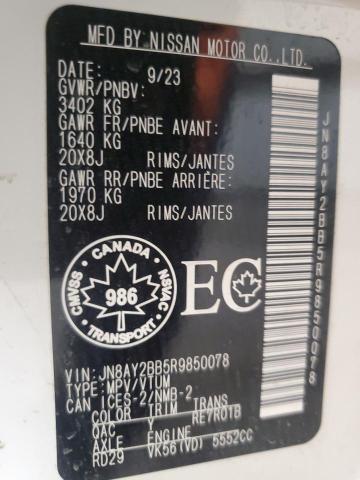 MFD BY NISSAN MOTOR CO.,LTD.
DATE: 9/23
GVWR/PNBV:
3402 KG
GAWR FR/PNBE AVANT:
1640 KG
20X8J RIMS/JANTES
GAWR RR/PNBE ARRIÈRE:
1970 KG
20X8J RIMS/JANTES
CANADA
CMVSS
NSVAC
986
TRANSPORT
EC
VIN: JN8AY2BB5R9850078
TYPE: MPV/VTUM
CAN ICES-2/NMB-2
COLOR TRIM TRANS
QAC Y RE7R01B
AXLE ENGINE
RD29 VK56(VD) 5552CC
JN8AY2BB5R9850078